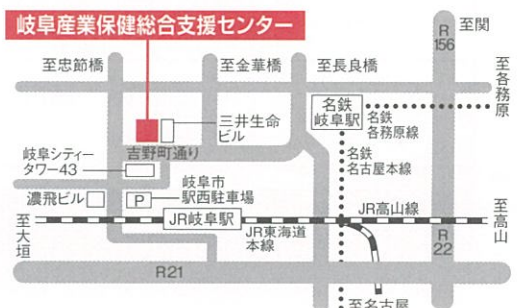 岐阜産業保健総合支援センター
R
156
至関
至忠節橋
至金華橋
至長良橋
至各務原
名鉄
岐阜駅
名鉄
各務原線
三井生命
ビル
吉野町通り
名鉄
名古屋本線
岐阜シティー
タワー43
岐阜市
駅西駐車場
濃飛ビル
P
JR高山線
JR岐阜駅
至大垣
JR東海道
本線
至高山
R
22
R21
至名古屋